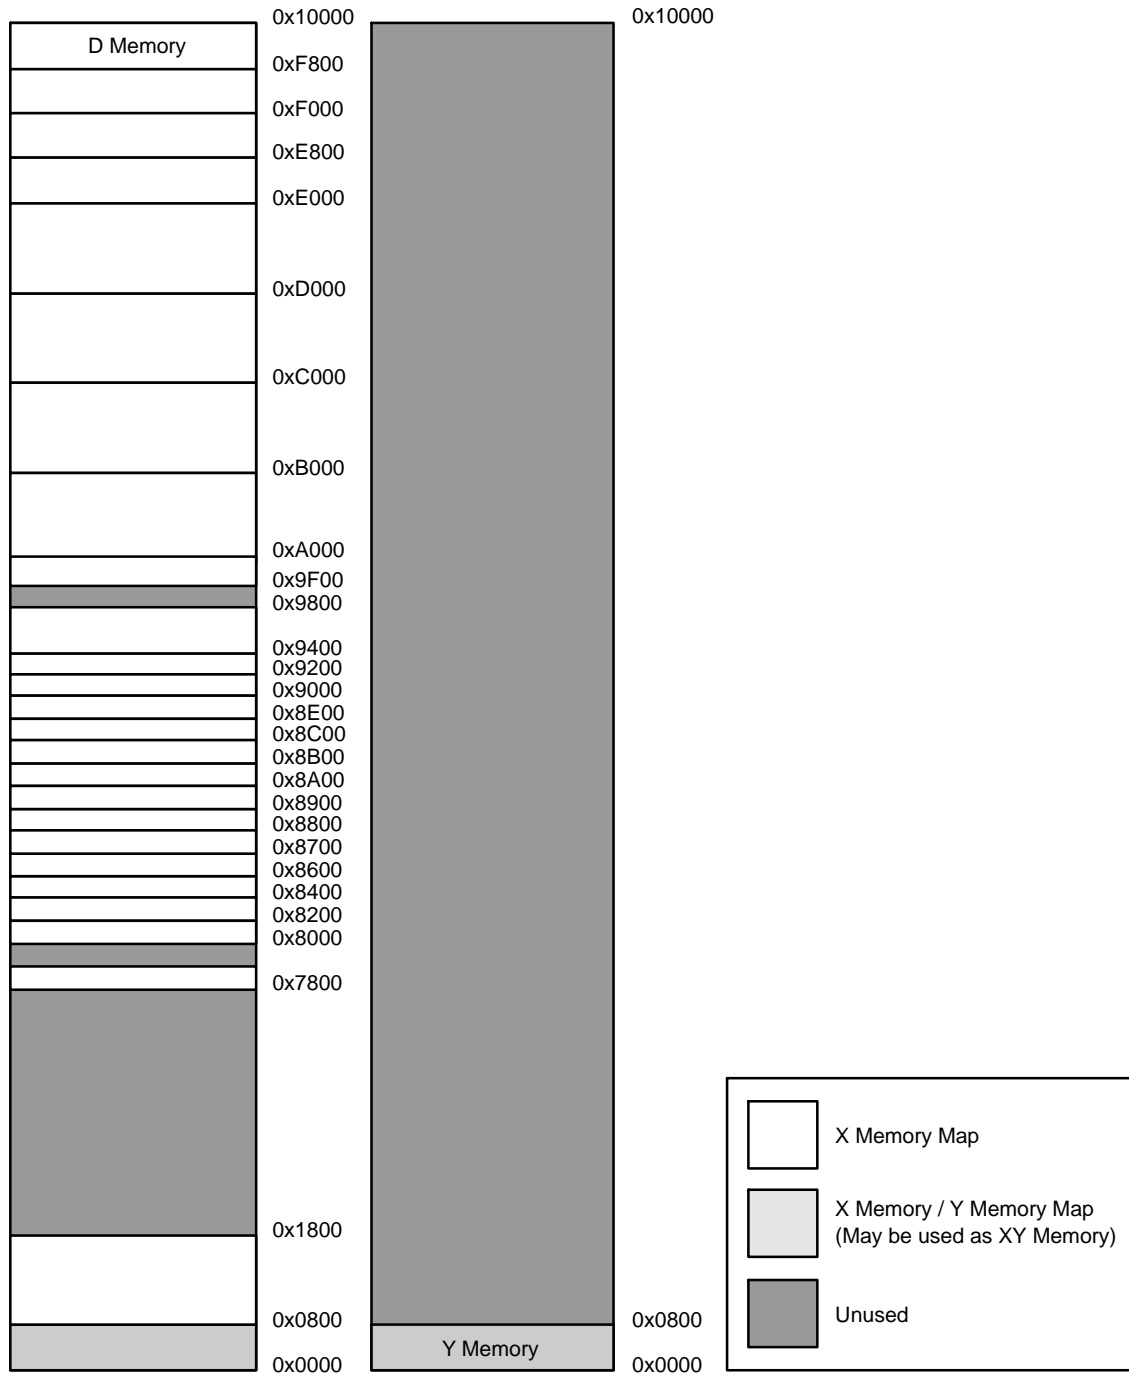 0x10000
D Memory
0xF800
0xF000
0xE800
0xE000
0xD000
0xC000
0xB000
0xA000
0x9F00
0x9800
0x9400
0x9200
0x9000
0x8E00
0x8C00
0x8B00
0x8A00
0x8900
0x8800
0x8700
0x8600
0x8400
0x8200
0x8000
0x7800
0x1800
0x0800
0x0000
0x10000
0x0800
Y Memory
0x0000
X Memory Map
X Memory / Y Memory Map
(May be used as XY Memory)
Unused